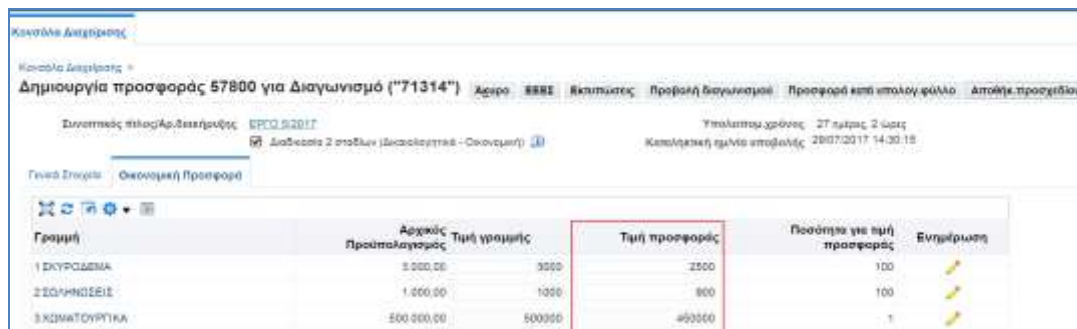 Κονσόλα Διαχείρισης
Κονσόλα Διαχείρισης >
Δημιουργία προσφοράς 57800 για Διαγωνισμό ("71314") Άκυρο Εκτυπώσεις Προβολή διαγωνισμού Προσφορά κατά υπολογ.φύλλο Αποθήκ.προσχεδίου
Συνοπτικός τίτλος/Αρ.διακήρυξης ΕΡΓΟ 5/2017 Υπολειπομ.χρόνος 27 ημέρες, 2 ώρες
Διαδικασία 2 σταδίων (Δικαιολογητικά - Οικονομική) Καταληκτική ημ/νία υποβολής 28/07/2017 14:30:15
Γενικά Στοιχεία Οικονομική Προσφορά
Γραμμή Αρχικός Προϋπολογισμός Τιμή γραμμής Τιμή προσφοράς Ποσότητα για τιμή προσφοράς Ενημέρωση
1 ΣΚΥΡΟΔΕΜΑ 3.000,00 3000 2500 100
2 ΣΩΛΗΝΩΣΕΙΣ 1.000,00 1000 800 100
3 ΧΩΜΑΤΟΥΡΓΙΚΑ 500.000,00 500000 450000 1